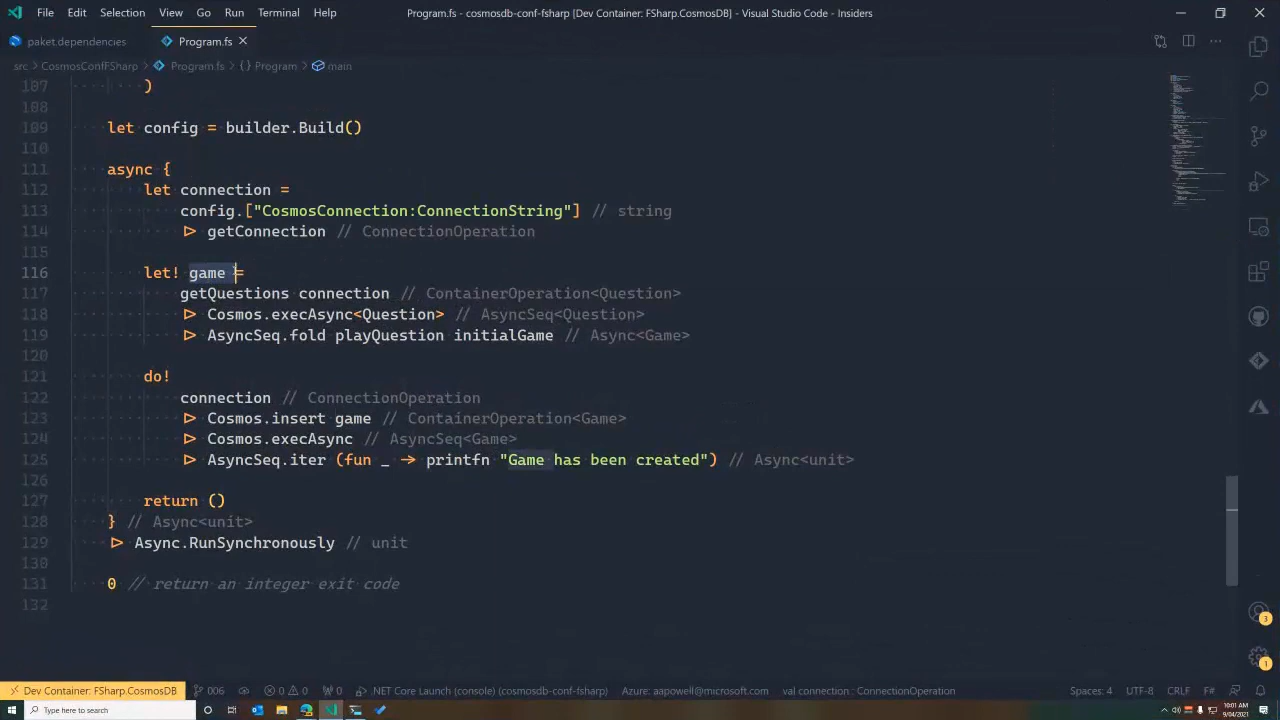 File Edit Selection View Go Run Terminal Help Program.fs - cosmosdb-conf-fsharp [Dev Container: FSharp.CosmosDB] - Visual Studio Code - Insiders
paket.dependencies Program.fs
src > CosmosConfFSharp > Program.fs > {} Program > main
107 )
108
109 let config = builder.Build()
110
111 async {
112 let connection =
113 config.["CosmosConnection:ConnectionString"] // string
114 |> getConnection // ConnectionOperation
115
116 let! game =
117 getQuestions connection // ContainerOperation<Question>
118 |> Cosmos.execAsync<Question> // AsyncSeq<Question>
119 |> AsyncSeq.fold playQuestion initialGame // Async<Game>
120
121 do!
122 connection // ConnectionOperation
123 |> Cosmos.insert game // ContainerOperation<Game>
124 |> Cosmos.execAsync // AsyncSeq<Game>
125 |> AsyncSeq.iter (fun _ -> printfn "Game has been created") // Async<unit>
126
127 return ()
128 } // Async<unit>
129 |> Async.RunSynchronously // unit
130
131 0 // return an integer exit code
132
3
1
Dev Container: FSharp.CosmosDB 006 0 0 0 .NET Core Launch (console) (cosmosdb-conf-fsharp) Azure: aapowell@microsoft.com val connection : ConnectionOperation Spaces: 4 UTF-8 CRLF F#
Type here to search 10:01 AM
9/04/2021